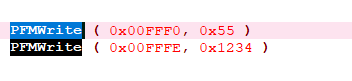 PFMWrite ( 0x00FFF0, 0x55 )
PFMWrite ( 0x00FFFE, 0x1234 )